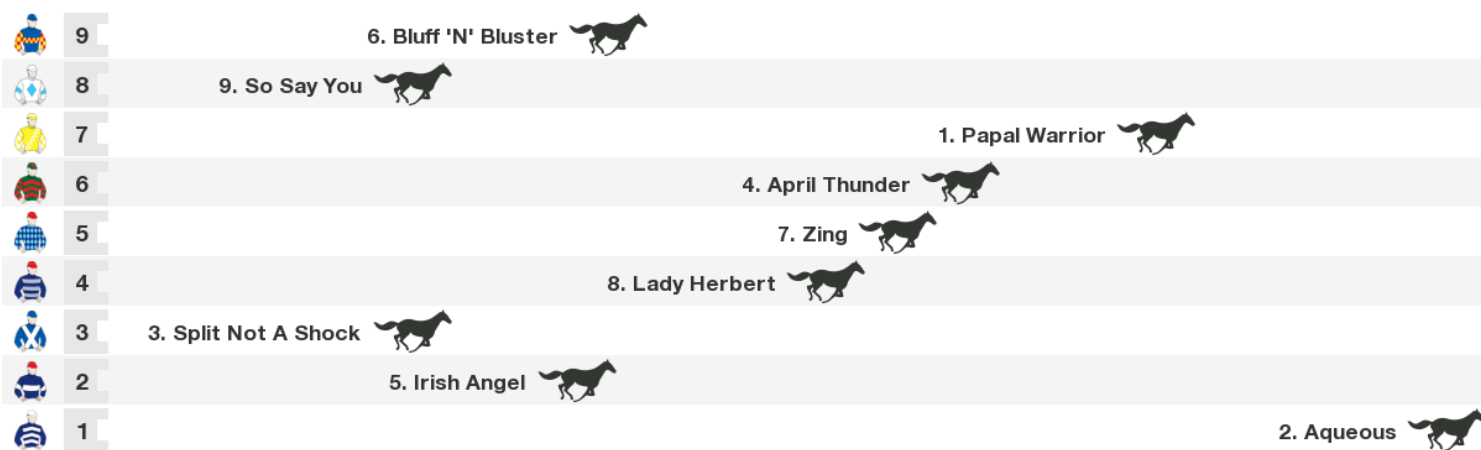 9 6. Bluff 'N' Bluster
8 9. So Say You
7 1. Papal Warrior
6 4. April Thunder
5 7. Zing
4 8. Lady Herbert
3 3. Split Not A Shock
2 5. Irish Angel
1 2. Aqueous